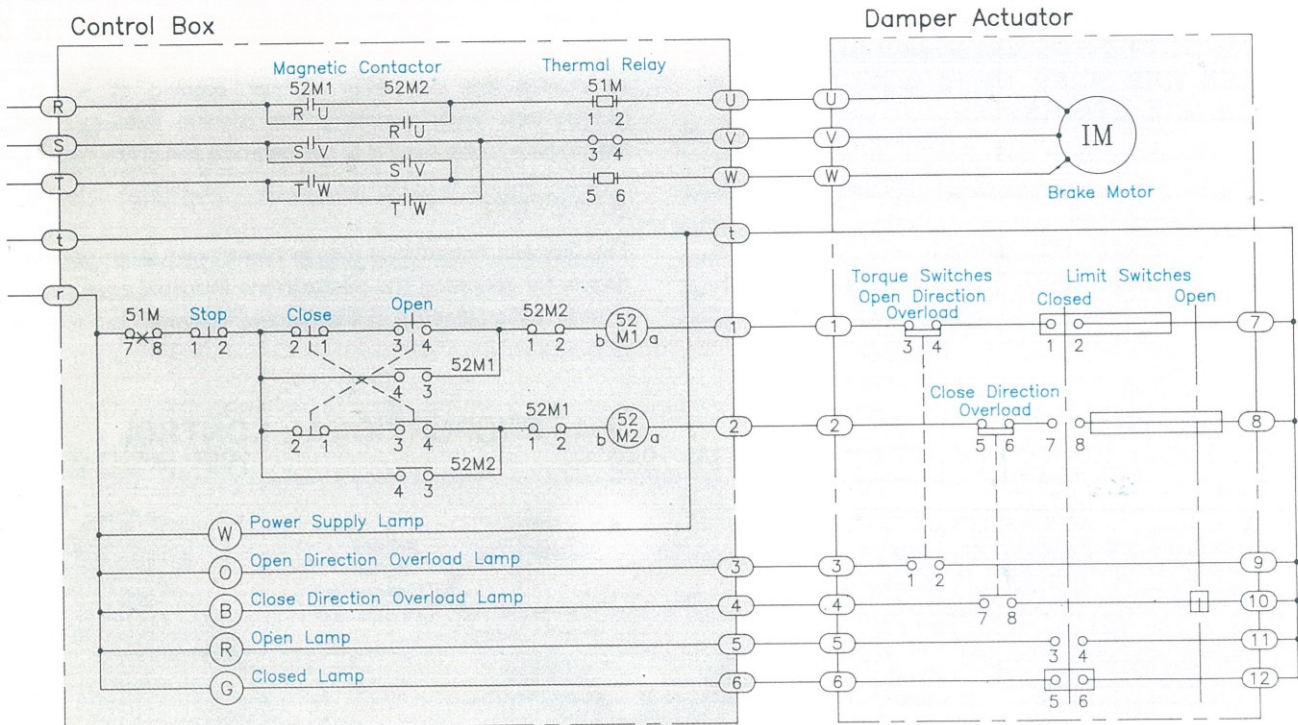 Control Box
Damper Actuator
Magnetic Contactor
Thermal Relay
52M1 52M2 51M
R R U U U
R U 1 2
S S V 3 4 V V
S V
T T W W W
T W 5 6
IM
Brake Motor
t t
r
Torque Switches Limit Switches
Open Direction Closed Open
Overload
51M Stop Close Open 52M2 52 M1
7 8 1 2 2 1 3 4 1 2 b a 1 1 3 4 1 2 7
52M1
4 3
Close Direction
Overload
52M1 52 M2
2 1 3 4 1 2 b a 2 2 5 6 7 8 8
52M2
4 3
W Power Supply Lamp
O Open Direction Overload Lamp 3 3 1 2 9
B Close Direction Overload Lamp 4 4 7 8 10
R Open Lamp 5 5 3 4 11
G Closed Lamp 6 6 5 6 12